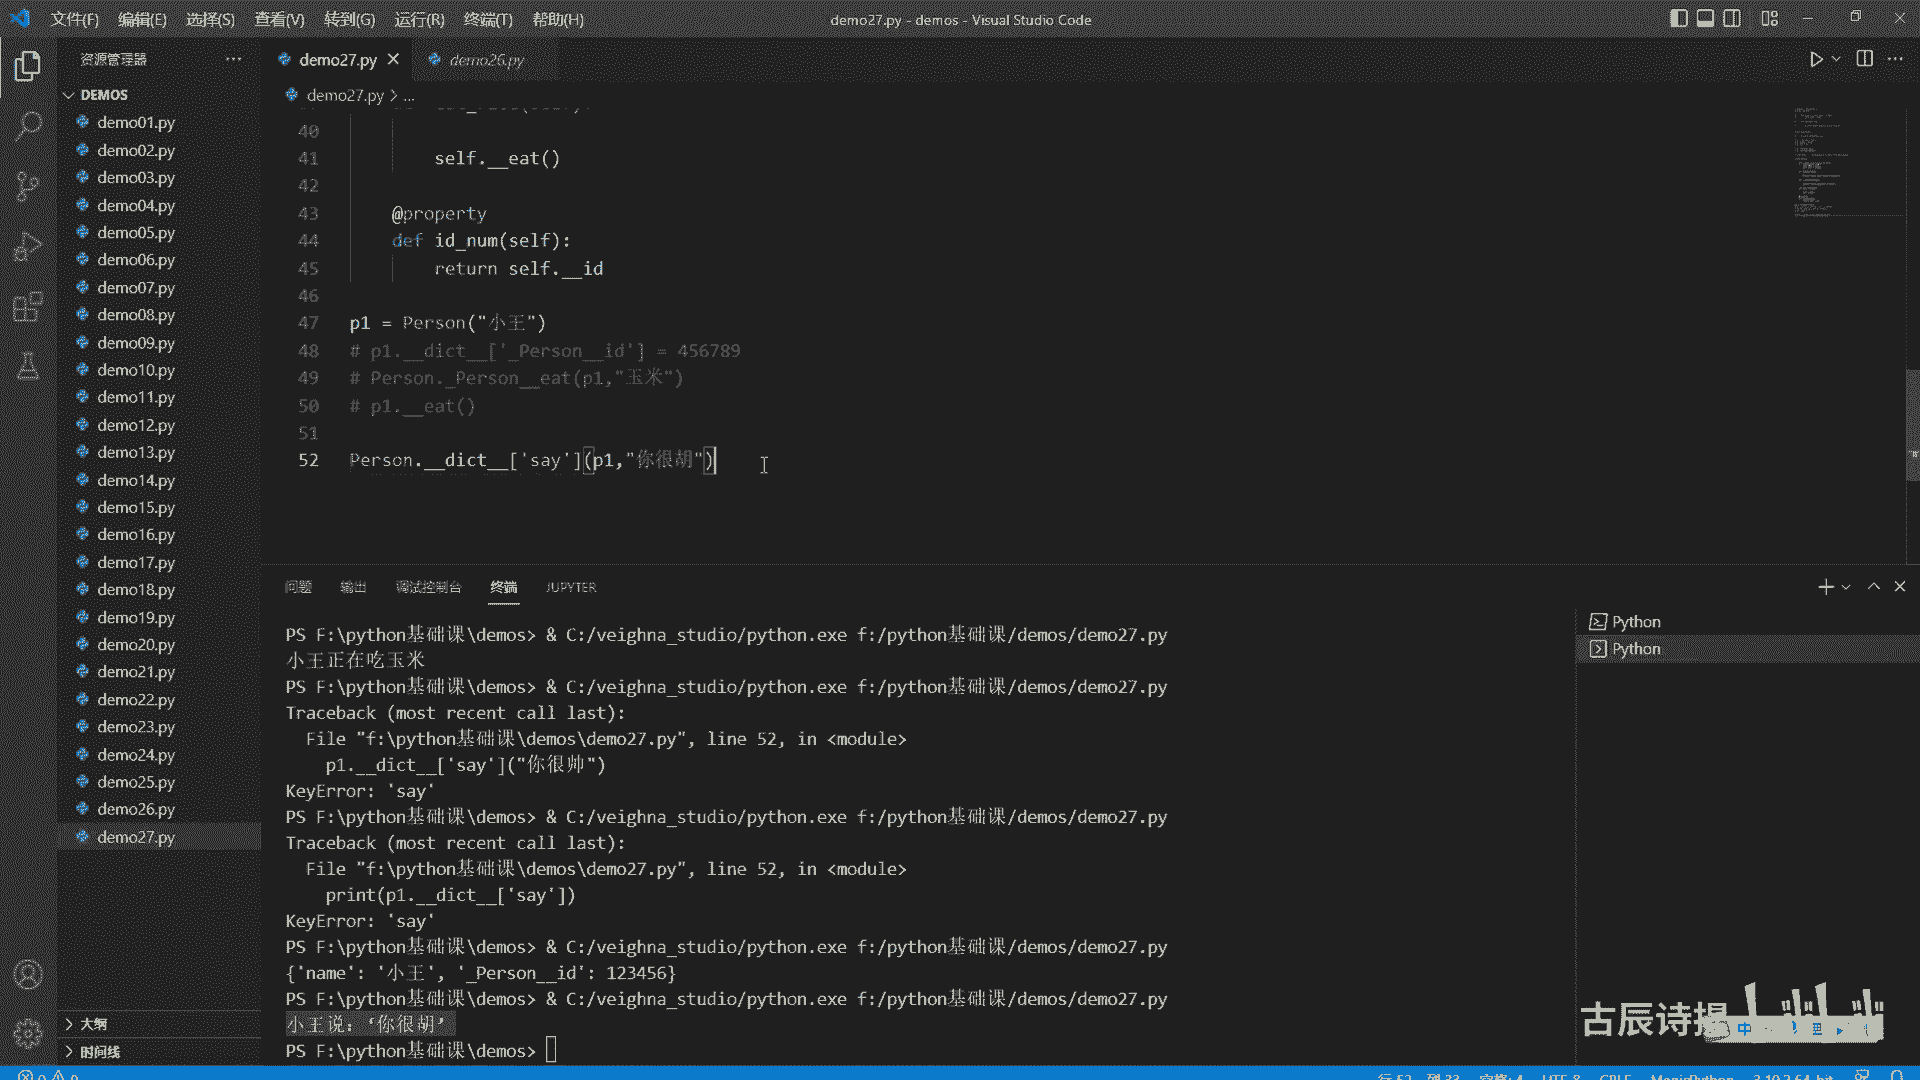 文件(F) 编辑(E) 选择(S) 查看(V) 转到(G) 运行(R) 终端(T) 帮助(H)
demo27.py - demos - Visual Studio Code
资源管理器
demo27.py
demo26.py
DEMOS
demo27.py > ...
demo01.py
demo02.py
demo03.py
demo04.py
demo05.py
demo06.py
demo07.py
demo08.py
demo09.py
demo10.py
demo11.py
demo12.py
demo13.py
demo14.py
demo15.py
demo16.py
demo17.py
demo18.py
demo19.py
demo20.py
demo21.py
demo22.py
demo23.py
demo24.py
demo25.py
demo26.py
demo27.py
大纲
时间线
40
41 self.__eat()
42
43 @property
44 def id_num(self):
45 return self.__id
46
47 p1 = Person("小王")
48 # p1.__dict__['_Person__id'] = 456789
49 # Person._Person__eat(p1,"玉米")
50 # p1.__eat()
51
52 Person.__dict__['say'](p1,"你很胡")
问题 输出 调试控制台 终端 JUPYTER
PS F:\python基础课\demos> & C:/veighna_studio/python.exe f:/python基础课/demos/demo27.py
小王正在吃玉米
PS F:\python基础课\demos> & C:/veighna_studio/python.exe f:/python基础课/demos/demo27.py
Traceback (most recent call last):
File "f:\python基础课\demos\demo27.py", line 52, in <module>
p1.__dict__['say']("你很帅")
KeyError: 'say'
PS F:\python基础课\demos> & C:/veighna_studio/python.exe f:/python基础课/demos/demo27.py
Traceback (most recent call last):
File "f:\python基础课\demos\demo27.py", line 52, in <module>
print(p1.__dict__['say'])
KeyError: 'say'
PS F:\python基础课\demos> & C:/veighna_studio/python.exe f:/python基础课/demos/demo27.py
{'name': '小王', '_Person__id': 123456}
PS F:\python基础课\demos> & C:/veighna_studio/python.exe f:/python基础课/demos/demo27.py
小王说：‘你很胡’
PS F:\python基础课\demos>
Python
Python
古辰诗
中